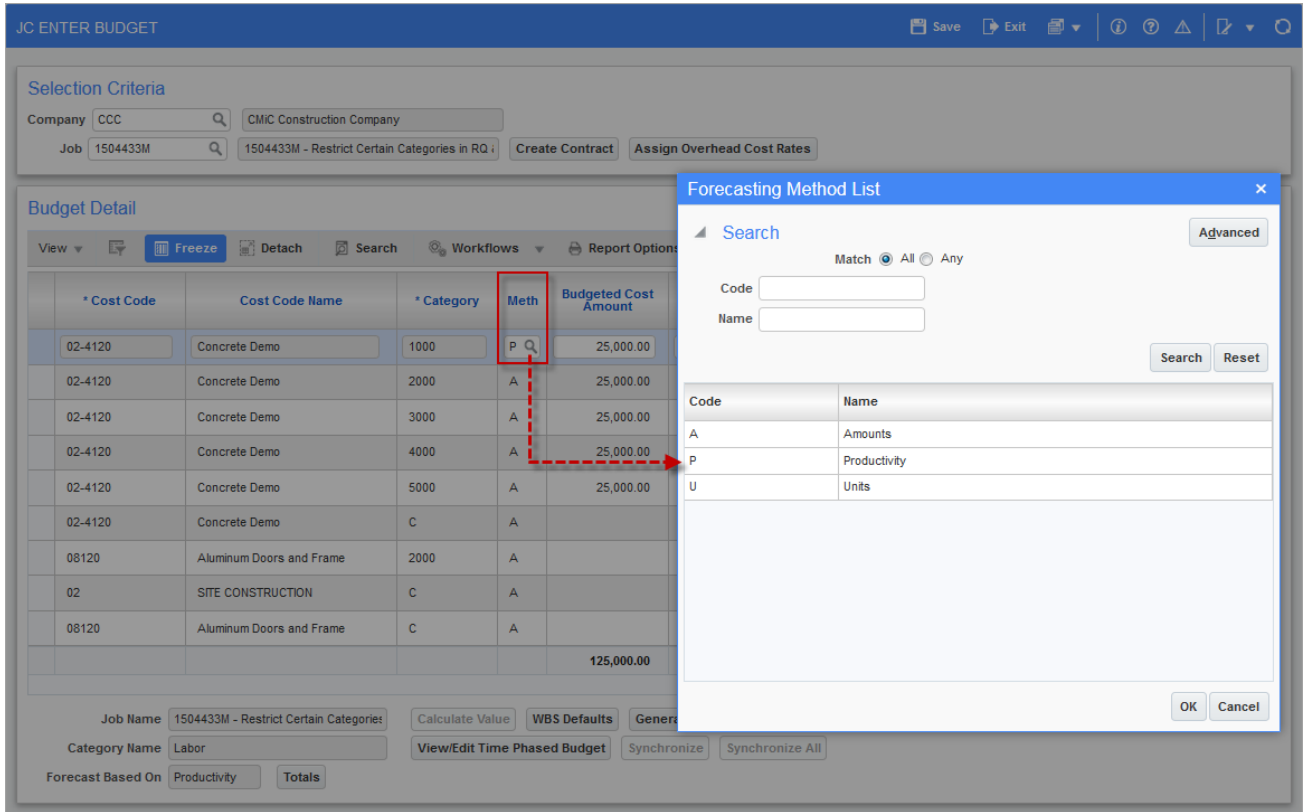 JC ENTER BUDGET
Save Exit
Selection Criteria
Company CCC CMiC Construction Company
Job 1504433M 1504433M - Restrict Certain Categories in RQ Create Contract Assign Overhead Cost Rates
Budget Detail
View Freeze Detach Search Workflows Report Options
* Cost Code Cost Code Name * Category Meth Budgeted Cost
Amount
02-4120 Concrete Demo 1000 P 25,000.00
02-4120 Concrete Demo 2000 A 25,000.00
02-4120 Concrete Demo 3000 A 25,000.00
02-4120 Concrete Demo 4000 A 25,000.00
02-4120 Concrete Demo 5000 A 25,000.00
02-4120 Concrete Demo C A
08120 Aluminum Doors and Frame 2000 A
02 SITE CONSTRUCTION C A
08120 Aluminum Doors and Frame C A
125,000.00
Job Name 1504433M - Restrict Certain Categories Calculate Value WBS Defaults Genera
Category Name Labor View/Edit Time Phased Budget Synchronize Synchronize All
Forecast Based On Productivity Totals
Forecasting Method List ×
Search Advanced
Match All Any
Code
Name
Search Reset
Code Name
A Amounts
P Productivity
U Units
OK Cancel